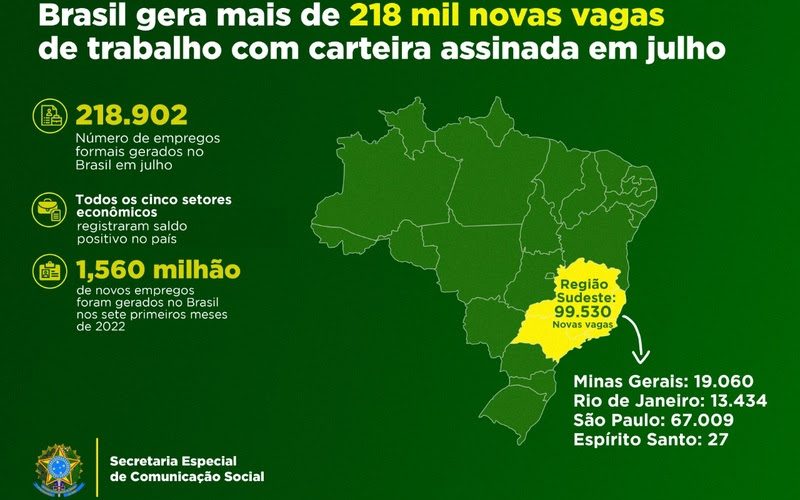 Brasil gera mais de 218 mil novas vagas
de trabalho com carteira assinada em julho
218.902
Número de empregos
formais gerados no
Brasil em julho
Todos os cinco setores
econômicos
registraram saldo
positivo no país
1,560 milhão
de novos empregos
foram gerados no Brasil
nos sete primeiros meses
de 2022
Região
Sudeste:
99.530
Novas vagas
Minas Gerais: 19.060
Rio de Janeiro: 13.434
São Paulo: 67.009
Espírito Santo: 27
Secretaria Especial
de Comunicação Social